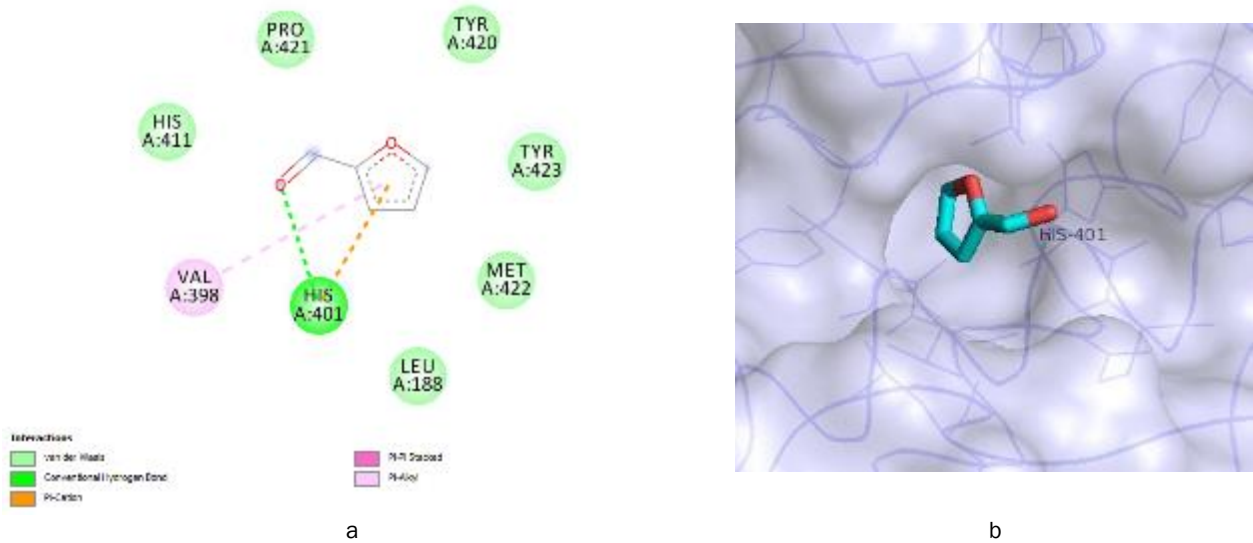 PRO
A:421
TYR
A:420
HIS
A:411
TYR
A:423
VAL
A:398
HIS
A:401
MET
A:422
LEU
A:188
HIS-401
Interactions
van der Waals
Conventional Hydrogen Bond
Pi-Cation
Pi-Pi Stacked
Pi-Alkyl
a
b